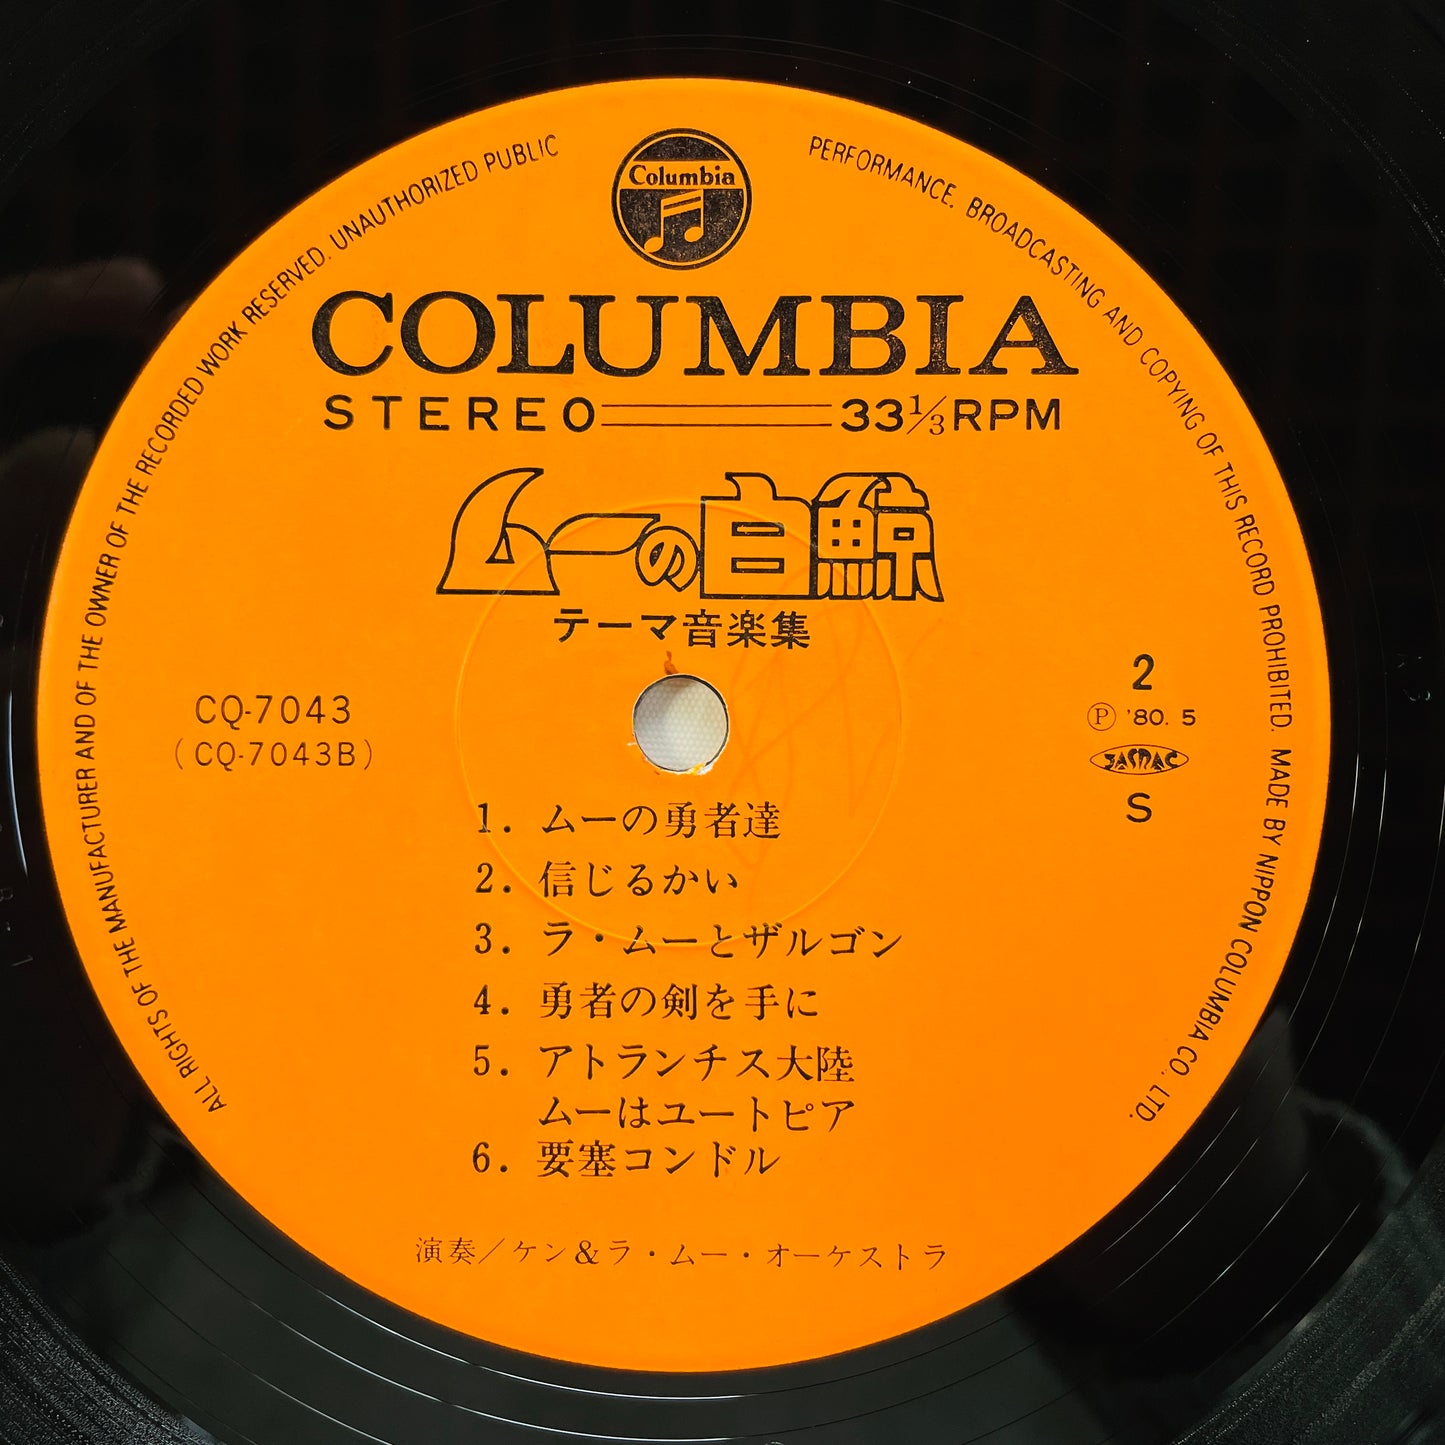 ALL RIGHTS OF THE MANUFACTURER AND OF THE OWNER OF THE RECORDED WORK RESERVED. UNAUTHORIZED PUBLIC PERFORMANCE. BROADCASTING AND COPYING OF THIS RECORD PROHIBITED. MADE BY NIPPON COLUMBIA CO., LTD.
Columbia
COLUMBIA
STEREO 33⅓RPM
ムーの白鯨
テーマ音楽集
CQ-7043
(CQ-7043B)
2
Ⓟ '80. 5
JASRAC
S
1. ムーの勇者達
2. 信じるかい
3. ラ・ムーとザルゴン
4. 勇者の剣を手に
5. アトランチス大陸
ムーはユートピア
6. 要塞コンドル
演奏／ケン&ラ・ムー・オーケストラ